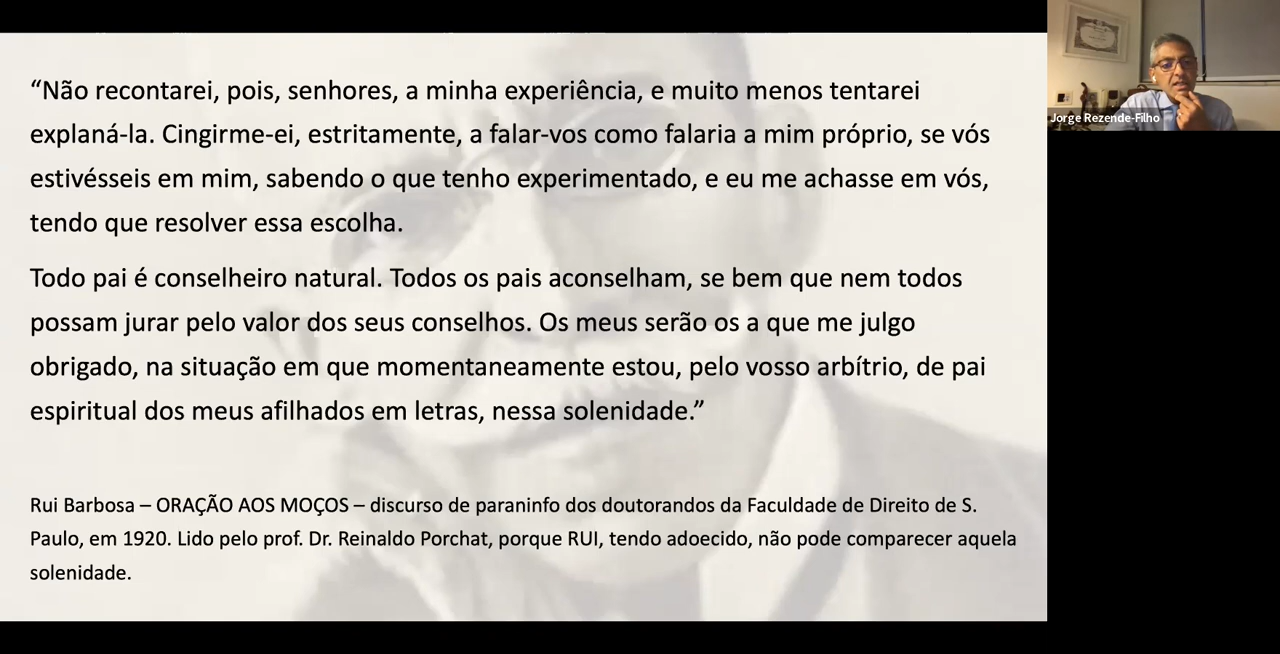 “Não recontarei, pois, senhores, a minha experiência, e muito menos tentarei
explaná-la. Cingirme-ei, estritamente, a falar-vos como falaria a mim próprio, se vós
estivésseis em mim, sabendo o que tenho experimentado, e eu me achasse em vós,
tendo que resolver essa escolha.
Todo pai é conselheiro natural. Todos os pais aconselham, se bem que nem todos
possam jurar pelo valor dos seus conselhos. Os meus serão os a que me julgo
obrigado, na situação em que momentaneamente estou, pelo vosso arbítrio, de pai
espiritual dos meus afilhados em letras, nessa solenidade.”
Rui Barbosa – ORAÇÃO AOS MOÇOS – discurso de paraninfo dos doutorandos da Faculdade de Direito de S.
Paulo, em 1920. Lido pelo prof. Dr. Reinaldo Porchat, porque RUI, tendo adoecido, não pode comparecer aquela
solenidade.
Jorge Rezende-Filho